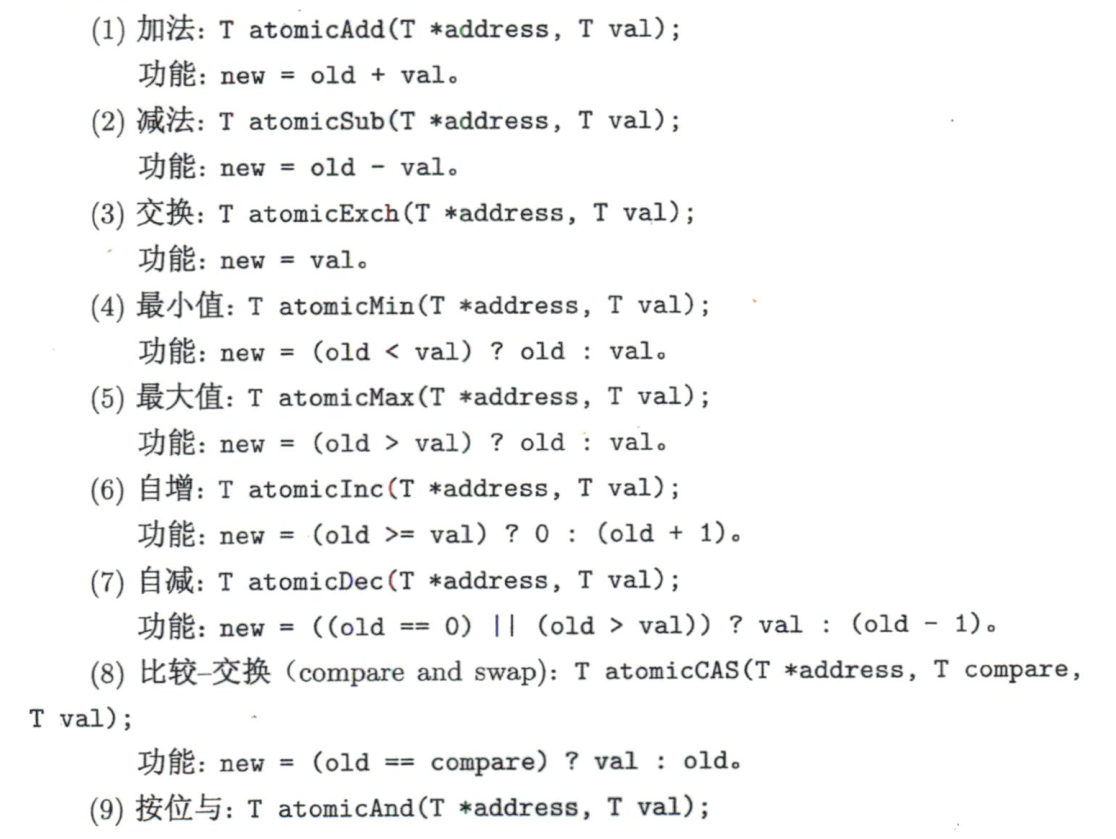 (1) 加法: T atomicAdd(T *address, T val);
功能: new = old + val。
(2) 减法: T atomicSub(T *address, T val);
功能: new = old - val。
(3) 交换: T atomicExch(T *address, T val);
功能: new = val。
(4) 最小值: T atomicMin(T *address, T val);
功能: new = (old < val) ? old : val。
(5) 最大值: T atomicMax(T *address, T val);
功能: new = (old > val) ? old : val。
(6) 自增: T atomicInc(T *address, T val);
功能: new = (old >= val) ? 0 : (old + 1)。
(7) 自减: T atomicDec(T *address, T val);
功能: new = ((old == 0) || (old > val)) ? val : (old - 1)。
(8) 比较–交换（compare and swap): T atomicCAS(T *address, T compare,
T val);
功能: new = (old == compare) ? val : old。
(9) 按位与: T atomicAnd(T *address, T val);